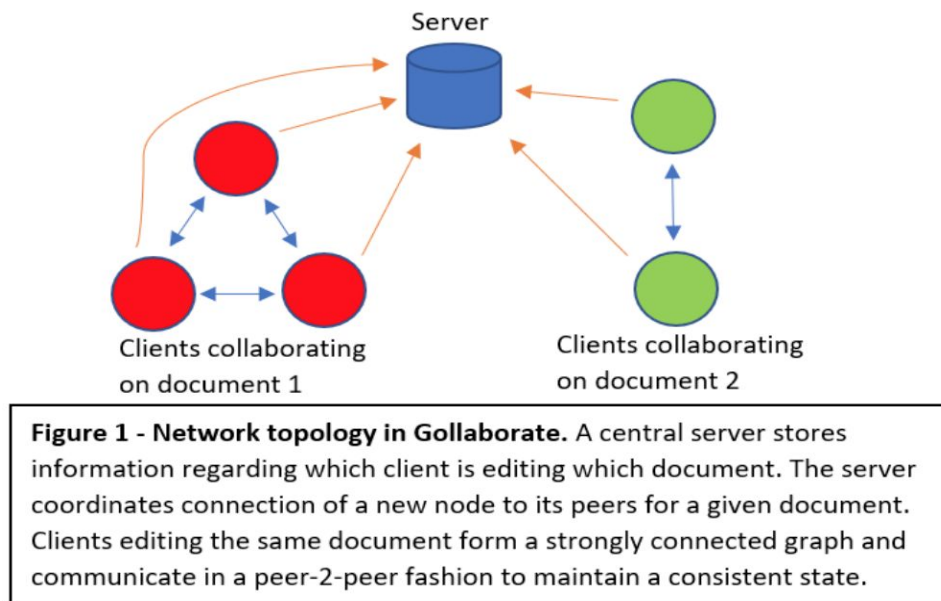 Server
Clients collaborating
on document 1
Clients collaborating
on document 2
Figure 1 - Network topology in Gollaborate. A central server stores
information regarding which client is editing which document. The server
coordinates connection of a new node to its peers for a given document.
Clients editing the same document form a strongly connected graph and
communicate in a peer-2-peer fashion to maintain a consistent state.